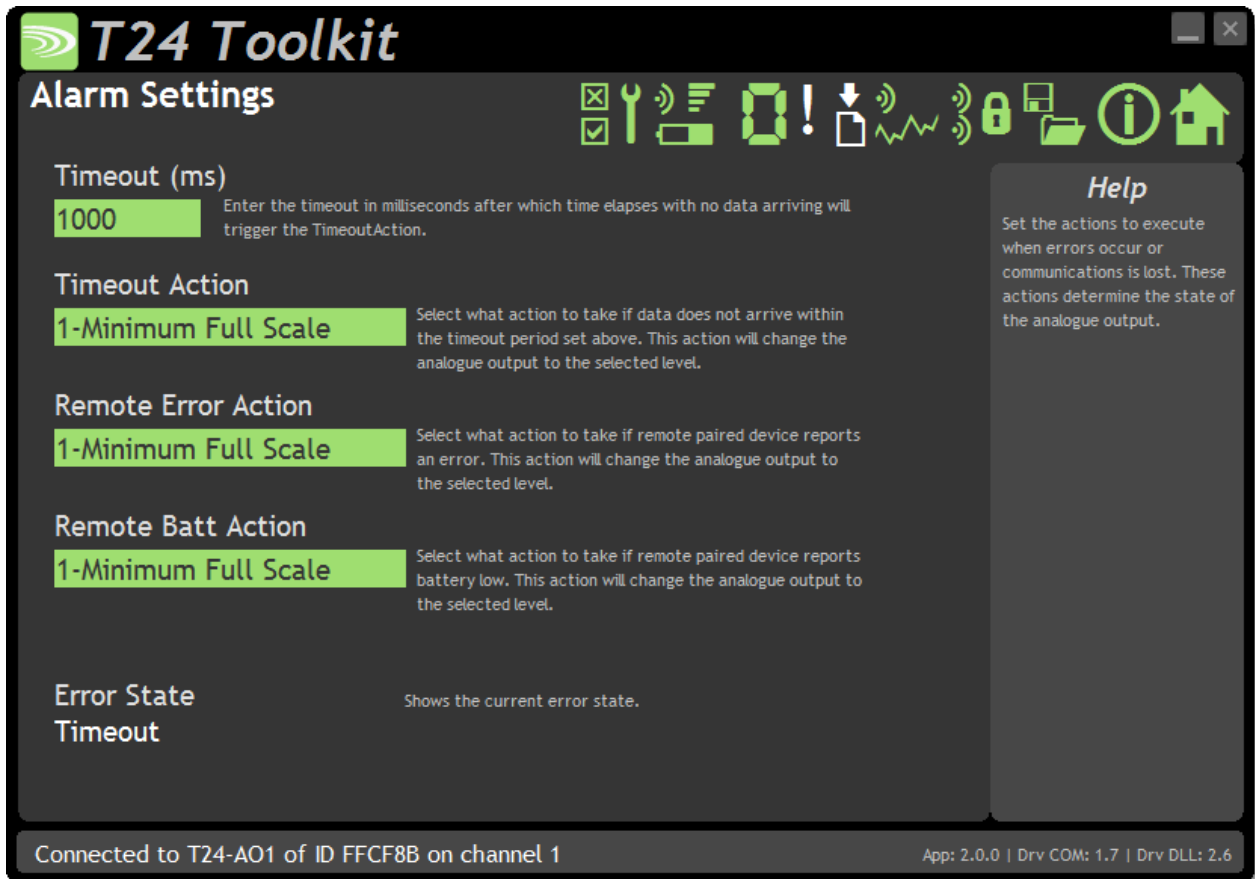 T24 Toolkit
Alarm Settings
Timeout (ms)
1000
Enter the timeout in milliseconds after which time elapses with no data arriving will
trigger the TimeoutAction.
Timeout Action
1-Minimum Full Scale
Select what action to take if data does not arrive within
the timeout period set above. This action will change the
analogue output to the selected level.
Remote Error Action
1-Minimum Full Scale
Select what action to take if remote paired device reports
an error. This action will change the analogue output to
the selected level.
Remote Batt Action
1-Minimum Full Scale
Select what action to take if remote paired device reports
battery low. This action will change the analogue output to
the selected level.
Error State
Shows the current error state.
Timeout
Help
Set the actions to execute
when errors occur or
communications is lost. These
actions determine the state of
the analogue output.
Connected to T24-AO1 of ID FFCF8B on channel 1
App: 2.0.0 | Drv COM: 1.7 | Drv DLL: 2.6